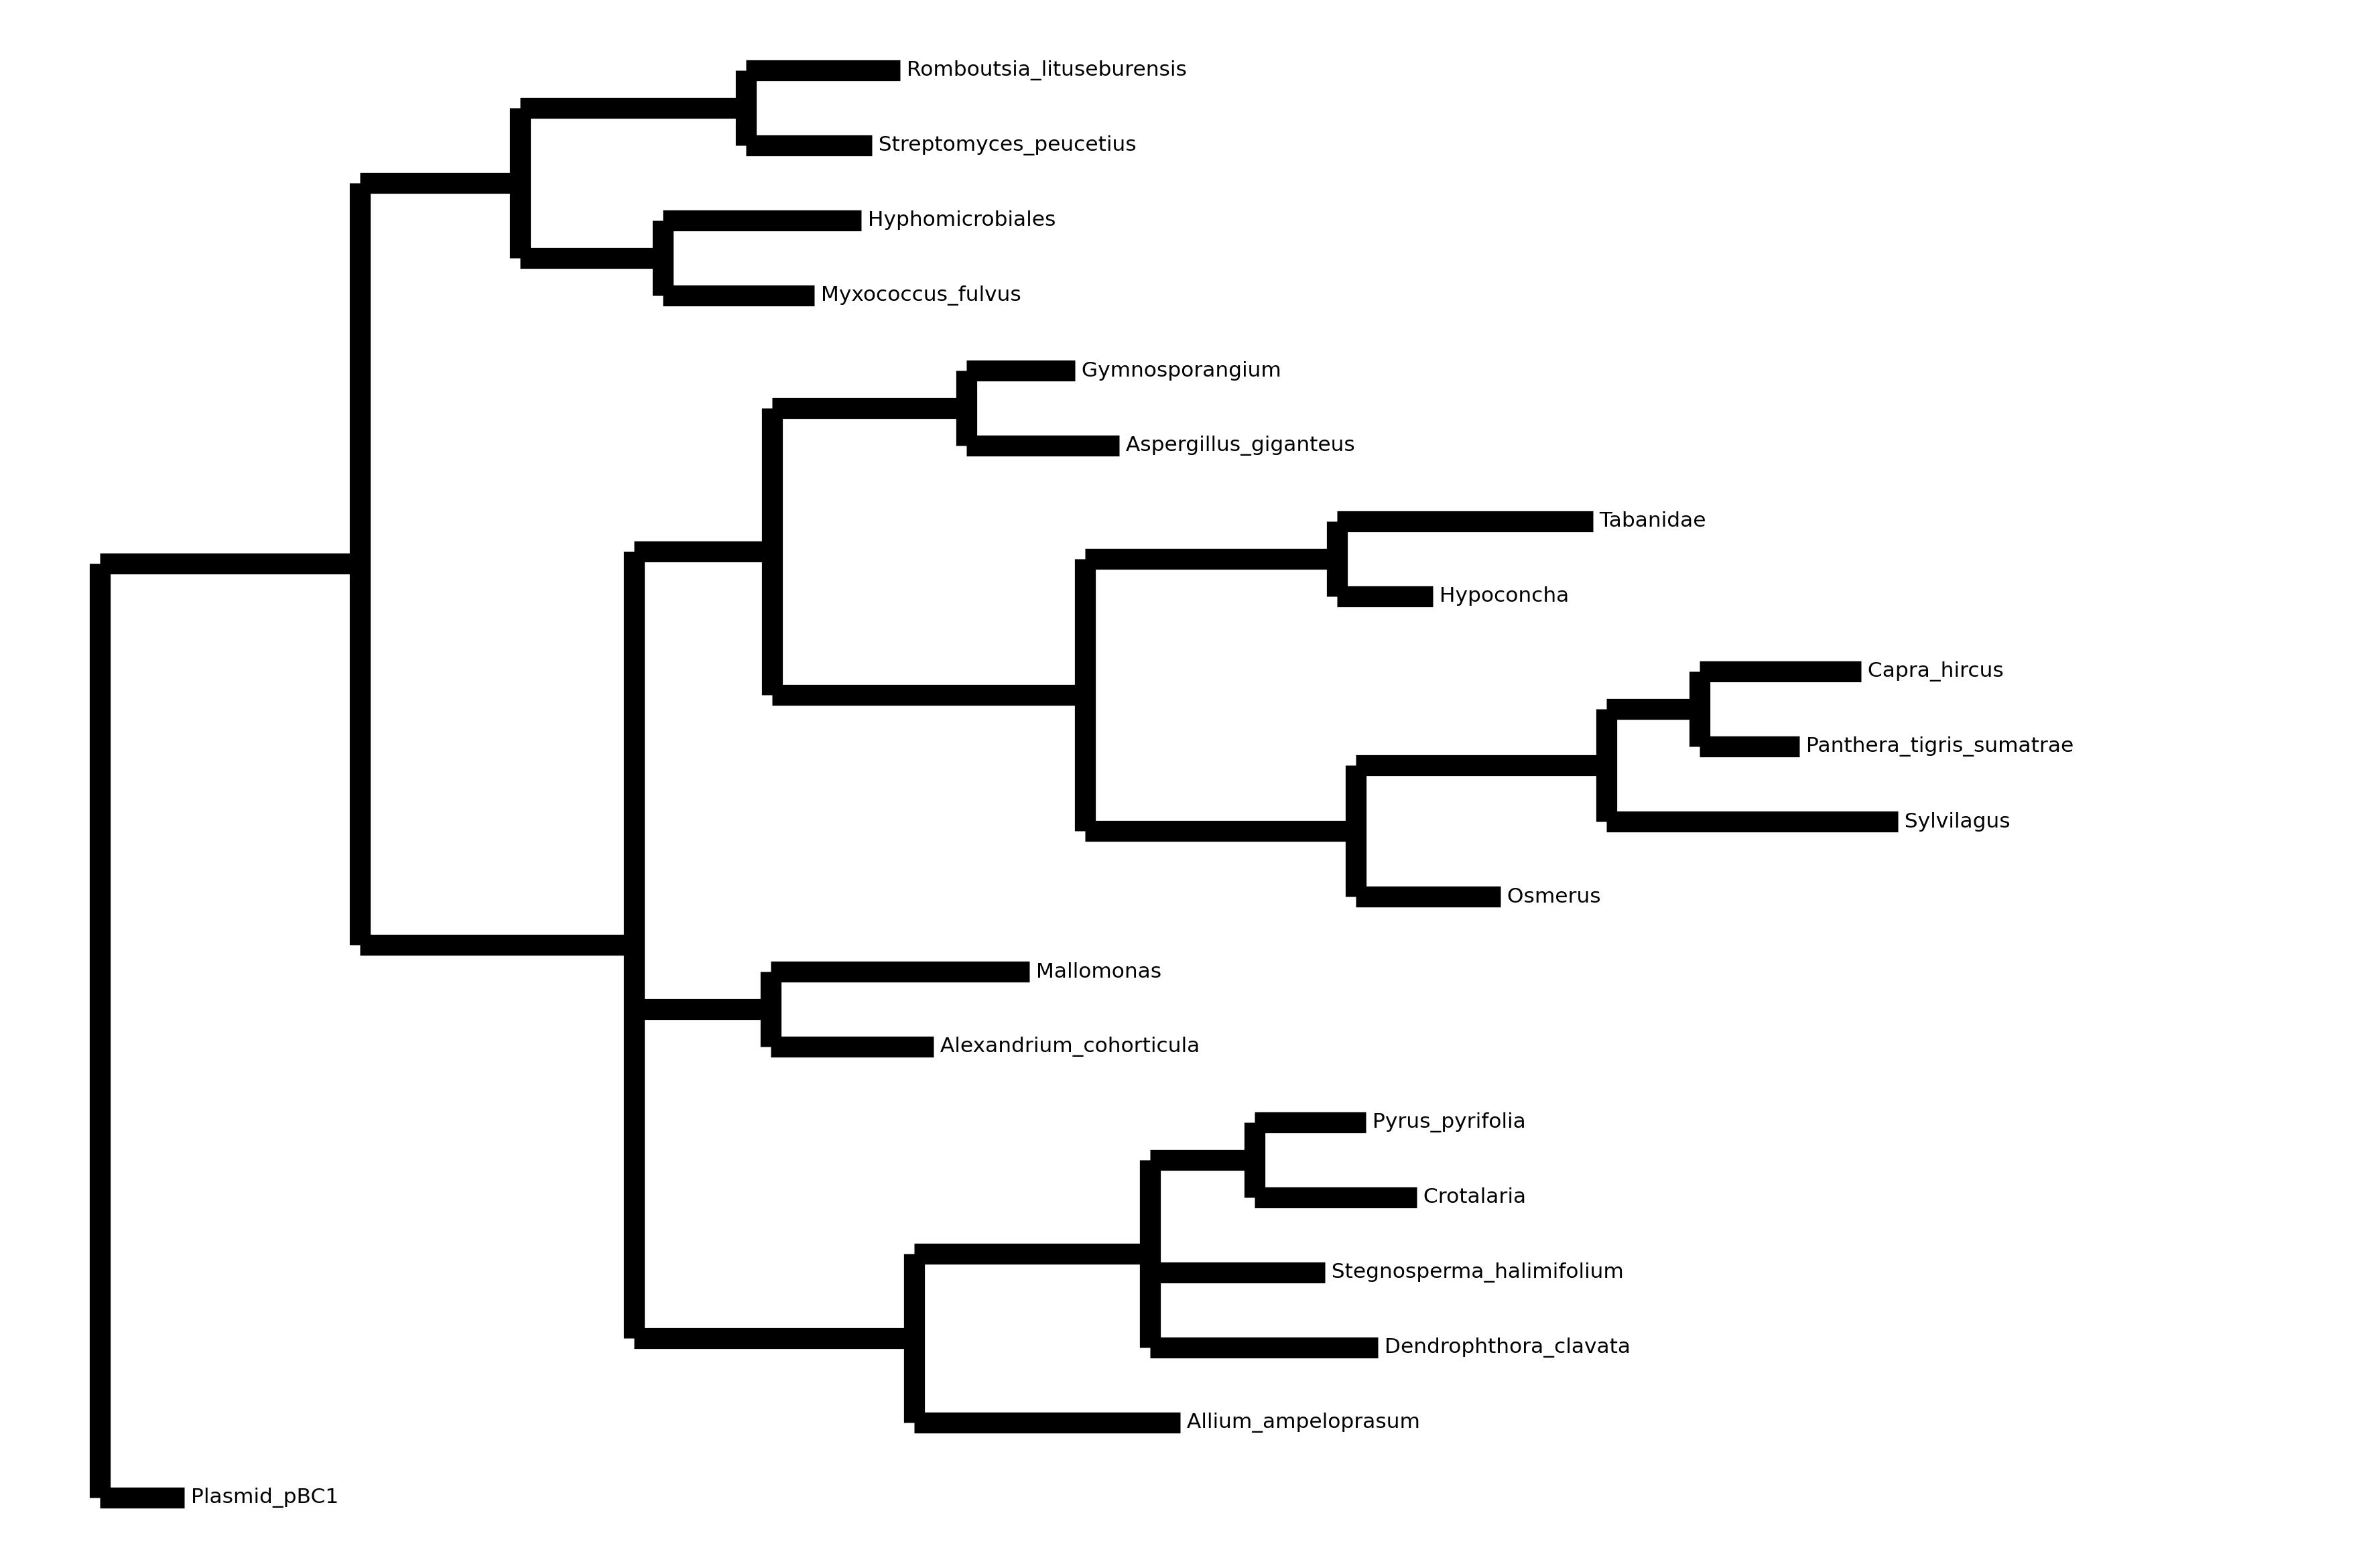 Romboutsia_lituseburensis
Streptomyces_peucetius
Hyphomicrobiales
Myxococcus_fulvus
Gymnosporangium
Aspergillus_giganteus
Tabanidae
Hypoconcha
Capra_hircus
Panthera_tigris_sumatrae
Sylvilagus
Osmerus
Mallomonas
Alexandrium_cohorticula
Pyrus_pyrifolia
Crotalaria
Stegnosperma_halimifolium
Dendrophthora_clavata
Allium_ampeloprasum
Plasmid_pBC1